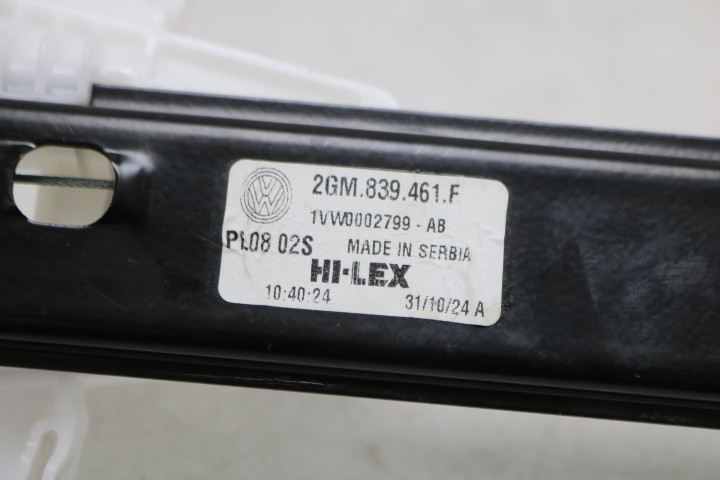 2GM.839.461.F
1VW0002799 - AB
PL08 02S MADE IN SERBIA
HI-LEX
10:40:24 31/10/24 A